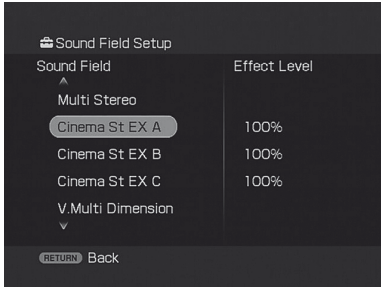 Sound Field Setup
Sound Field Effect Level
Multi Stereo
Cinema St EX A 100%
Cinema St EX B 100%
Cinema St EX C 100%
V.Multi Dimension
RETURN Back